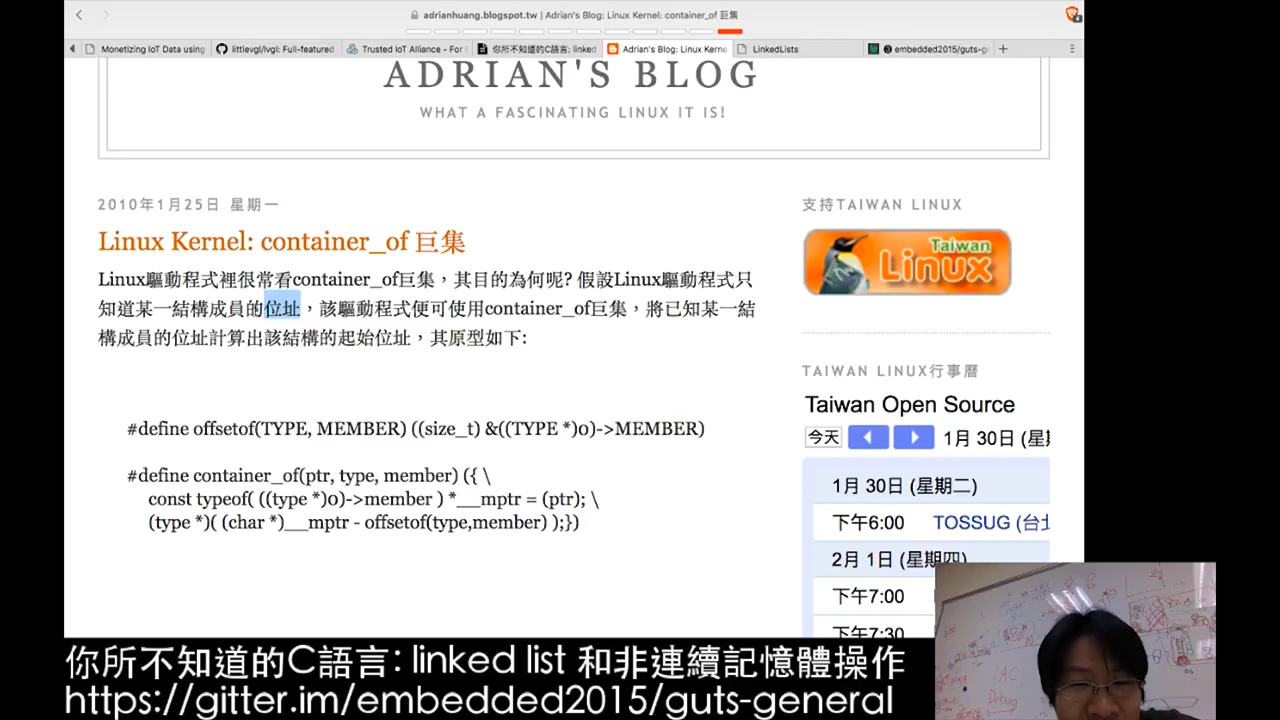 adrianhuang.blogspot.tw | Adrian's Blog: Linux Kernel: container_of 巨集
Monetizing IoT Data using
littlevgl/lvgl: Full-featured
Trusted IoT Alliance - For
你所不知道的C語言: linked
Adrian's Blog: Linux Kerne
LinkedLists
embedded2015/guts-ge
ADRIAN'S BLOG
WHAT A FASCINATING LINUX IT IS!
2010年1月25日 星期一
Linux Kernel: container_of 巨集
Linux驅動程式裡很常看container_of巨集，其目的為何呢? 假設Linux驅動程式只
知道某一結構成員的位址，該驅動程式便可使用container_of巨集，將已知某一結
構成員的位址計算出該結構的起始位址，其原型如下:
#define offsetof(TYPE, MEMBER) ((size_t) &((TYPE *)0)->MEMBER)
#define container_of(ptr, type, member) ({ \
const typeof( ((type *)0)->member ) *__mptr = (ptr); \
(type *)( (char *)__mptr - offsetof(type,member) );})
支持TAIWAN LINUX
Taiwan
Linux
TAIWAN LINUX行事曆
Taiwan Open Source
今天
1月 30日 (星
1月 30日 (星期二)
下午6:00 TOSSUG (台
2月 1日 (星期四)
下午7:00
下午7:30
AC
Debug
你所不知道的C語言: linked list 和非連續記憶體操作
https://gitter.im/embedded2015/guts-general